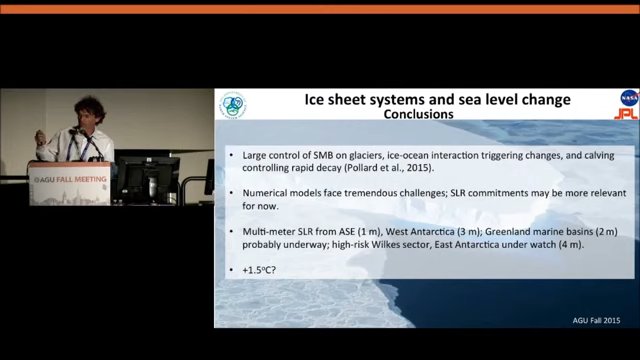 Ice sheet systems and sea level change
Conclusions
NASA
JPL
• Large control of SMB on glaciers, ice-ocean interaction triggering changes, and calving
controlling rapid decay (Pollard et al., 2015).
• Numerical models face tremendous challenges; SLR commitments may be more relevant
for now.
• Multi-meter SLR from ASE (1 m), West Antarctica (3 m); Greenland marine basins (2 m)
probably underway; high-risk Wilkes sector, East Antarctica under watch (4 m).
• +1.5°C?
AGU Fall 2015
AGU FALL MEETING